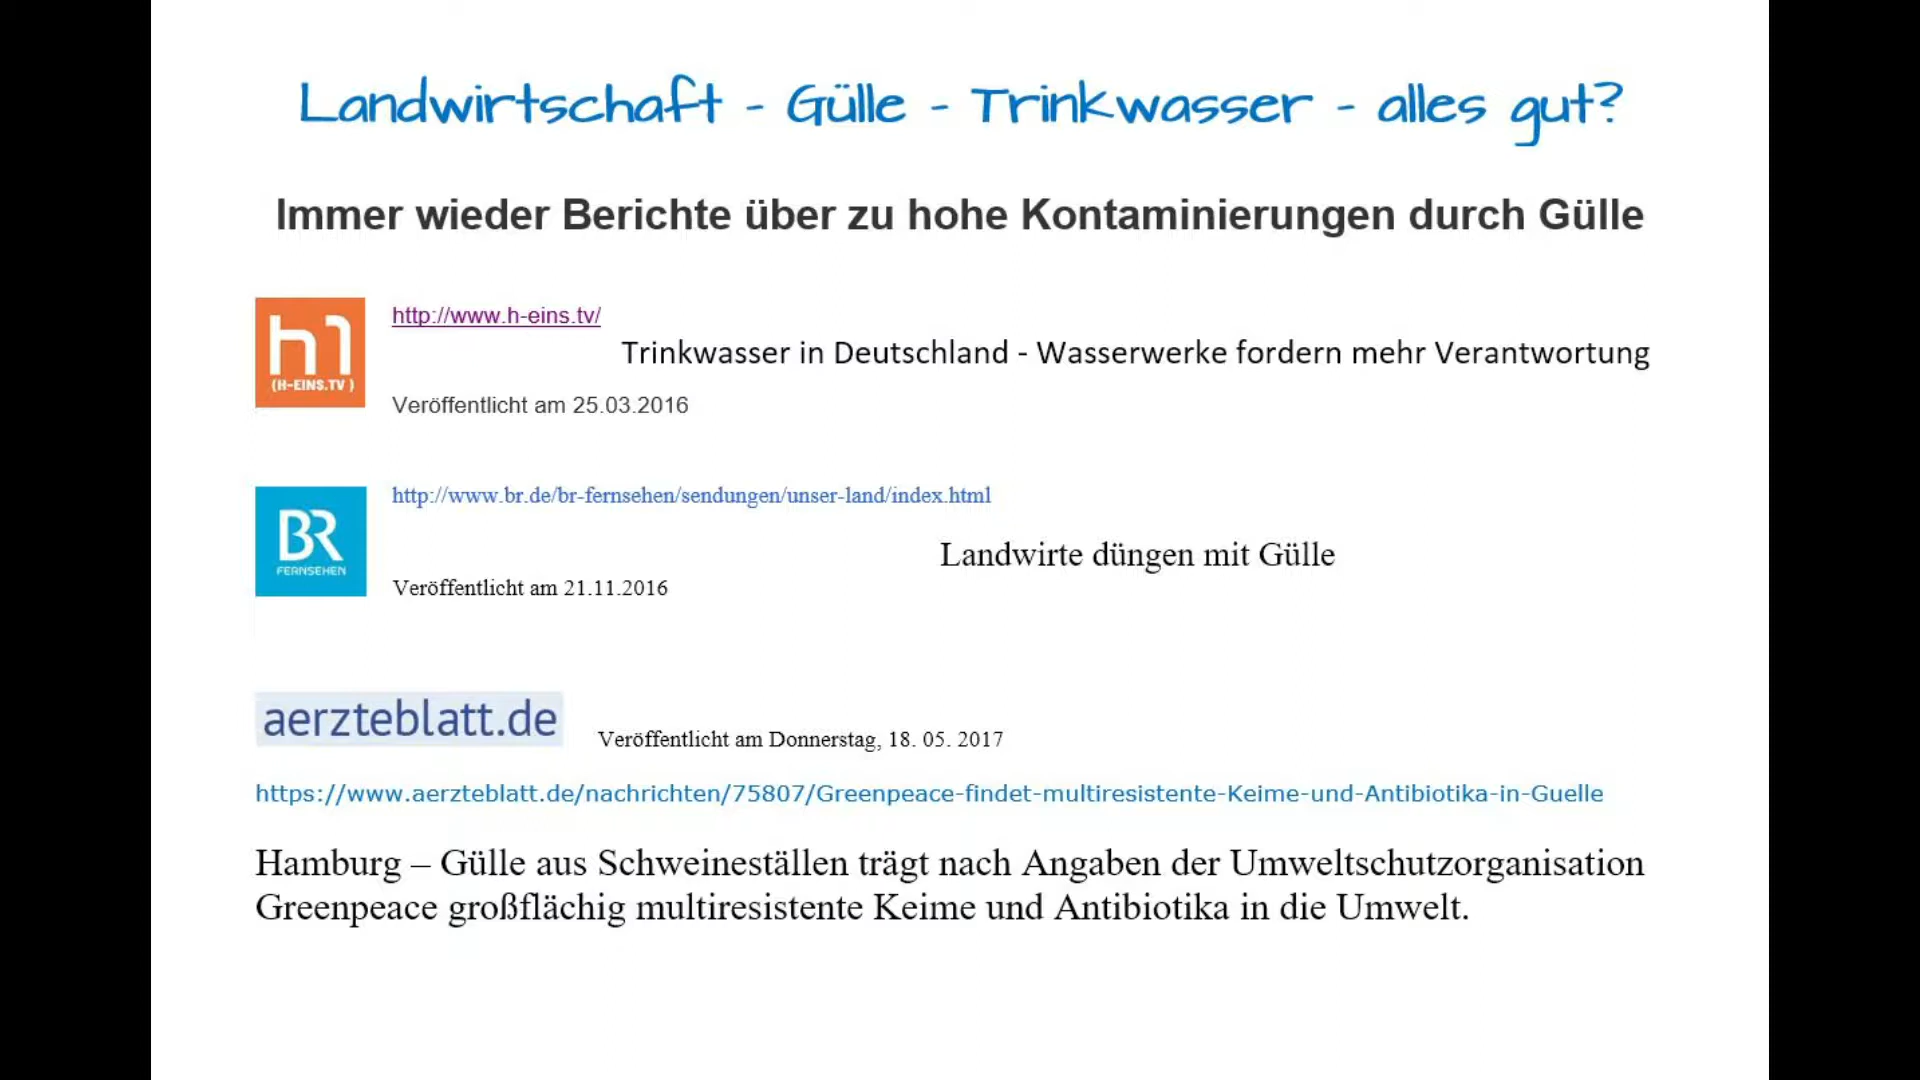 Landwirtschaft - Gülle - Trinkwasser - alles gut?
Immer wieder Berichte über zu hohe Kontaminierungen durch Gülle
h1
(H-EINS.TV)
http://www.h-eins.tv/
Trinkwasser in Deutschland - Wasserwerke fordern mehr Verantwortung
Veröffentlicht am 25.03.2016
BR
FERNSEHEN
http://www.br.de/br-fernsehen/sendungen/unser-land/index.html
Landwirte düngen mit Gülle
Veröffentlicht am 21.11.2016
aerzteblatt.de
Veröffentlicht am Donnerstag, 18. 05. 2017
https://www.aerzteblatt.de/nachrichten/75807/Greenpeace-findet-multiresistente-Keime-und-Antibiotika-in-Guelle
Hamburg – Gülle aus Schweineställen trägt nach Angaben der Umweltschutzorganisation
Greenpeace großflächig multiresistente Keime und Antibiotika in die Umwelt.